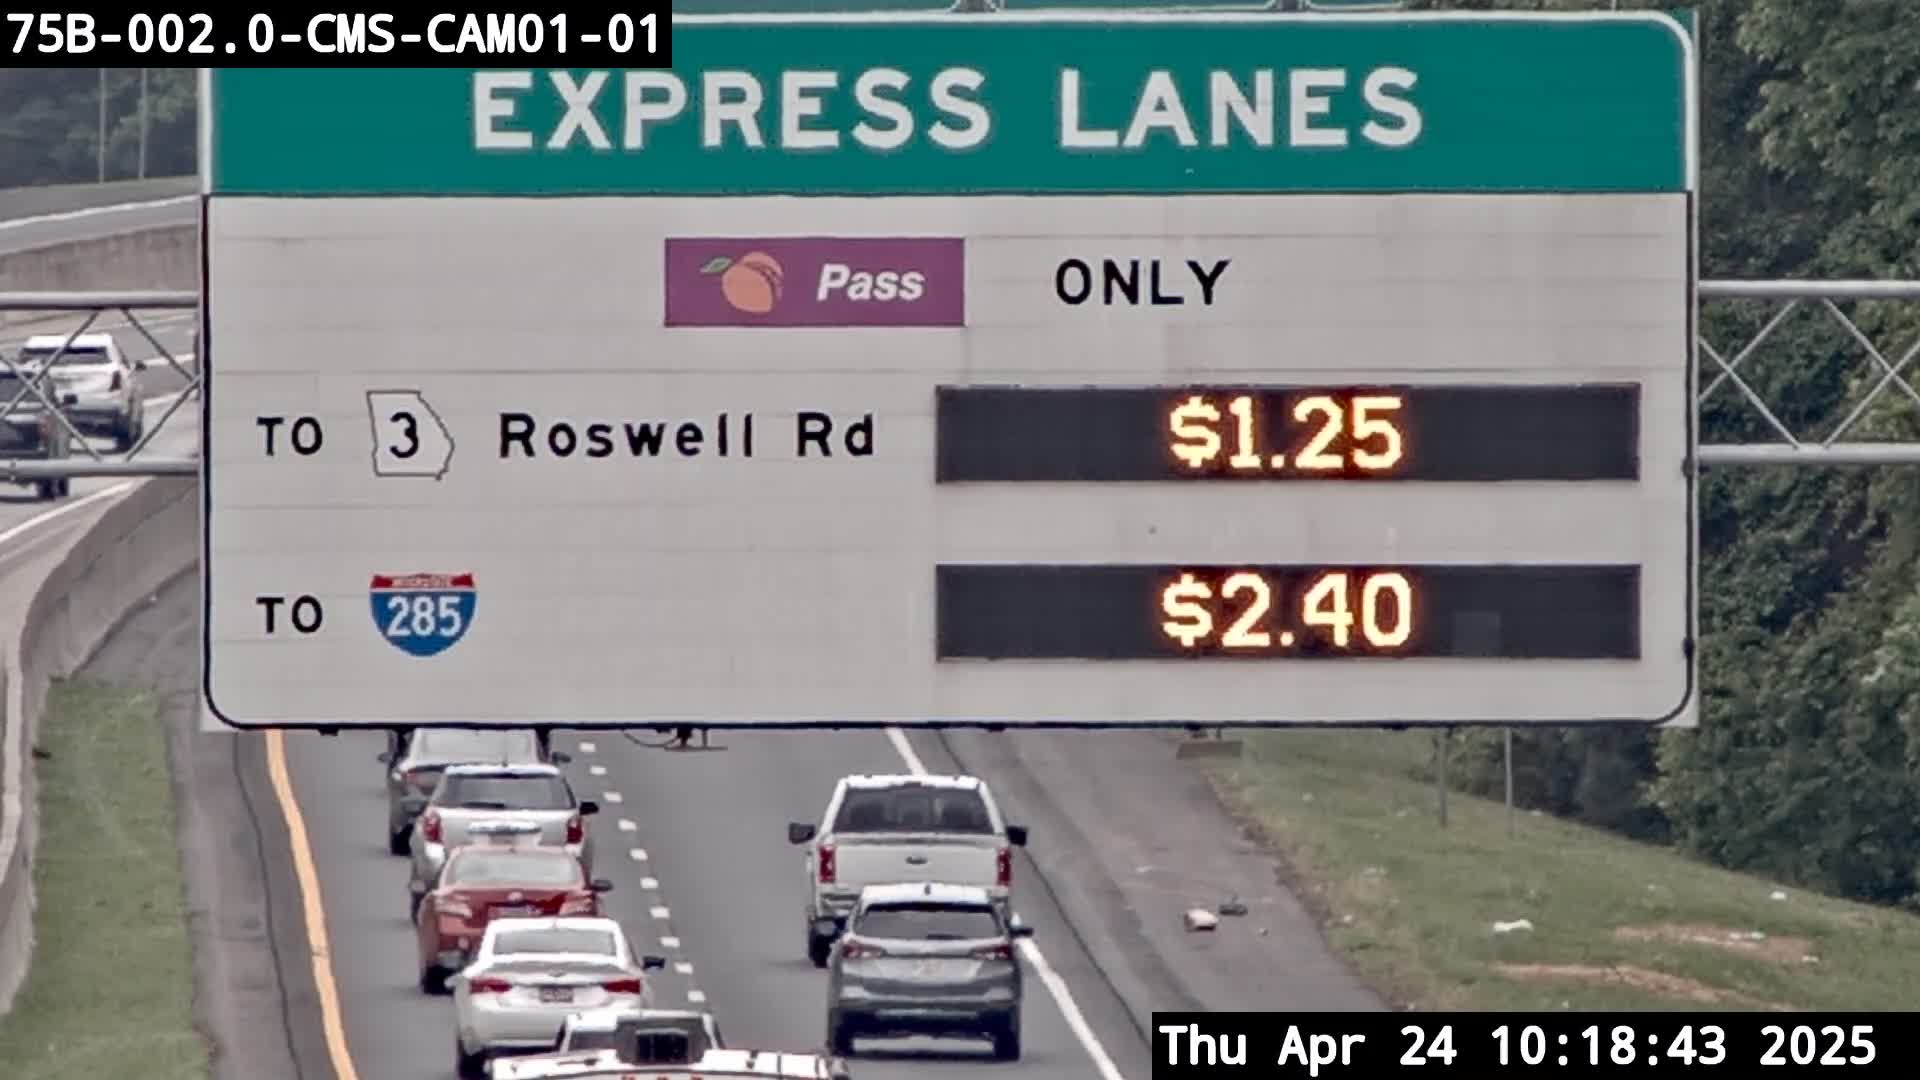 75B-002.0-CMS-CAM01-01
EXPRESS LANES
Pass ONLY
TO 3 Roswell Rd $1.25
TO INTERSTATE 285 $2.40
Thu Apr 24 10:18:43 2025